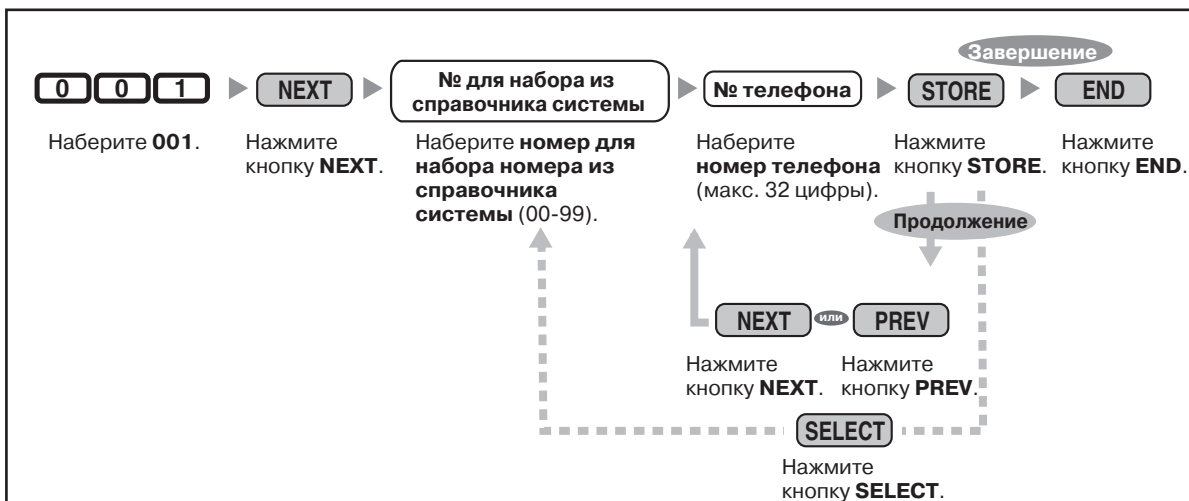 Завершение
0 0 1
NEXT
№ для набора из
справочника системы
№ телефона
STORE
END
Наберите 001.
Нажмите
кнопку NEXT.
Наберите номер для
набора номера из
справочника
системы (00-99).
Наберите
номер телефона
(макс. 32 цифры).
Нажмите
кнопку STORE.
Нажмите
кнопку END.
Продолжение
NEXT
или
PREV
Нажмите
кнопку NEXT.
Нажмите
кнопку PREV.
SELECT
Нажмите
кнопку SELECT.